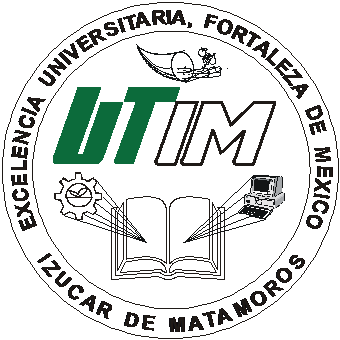 EXCELENCIA UNIVERSITARIA, FORTALEZA DE MEXICO
UTIM
IZUCAR DE MATAMOROS